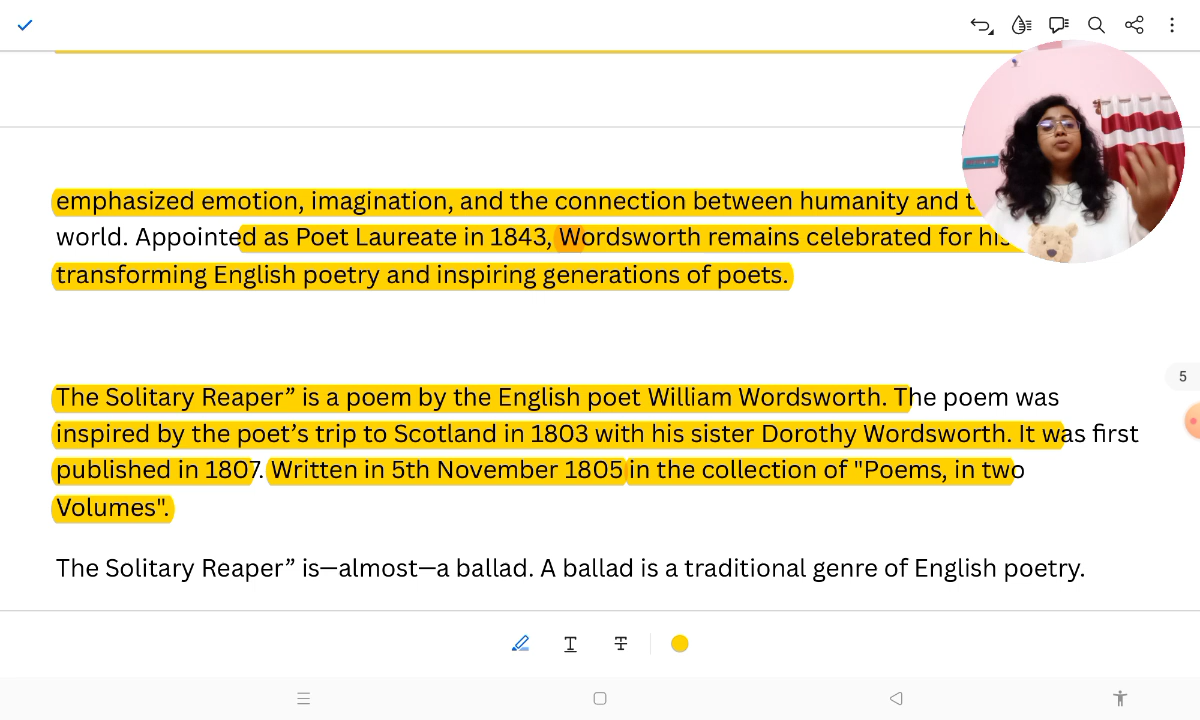 emphasized emotion, imagination, and the connection between humanity and
world. Appointed as Poet Laureate in 1843, Wordsworth remains celebrated for his
transforming English poetry and inspiring generations of poets.
5
The Solitary Reaper” is a poem by the English poet William Wordsworth. The poem was
inspired by the poet’s trip to Scotland in 1803 with his sister Dorothy Wordsworth. It was first
published in 1807. Written in 5th November 1805 in the collection of "Poems, in two
Volumes".
The Solitary Reaper” is—almost—a ballad. A ballad is a traditional genre of English poetry.